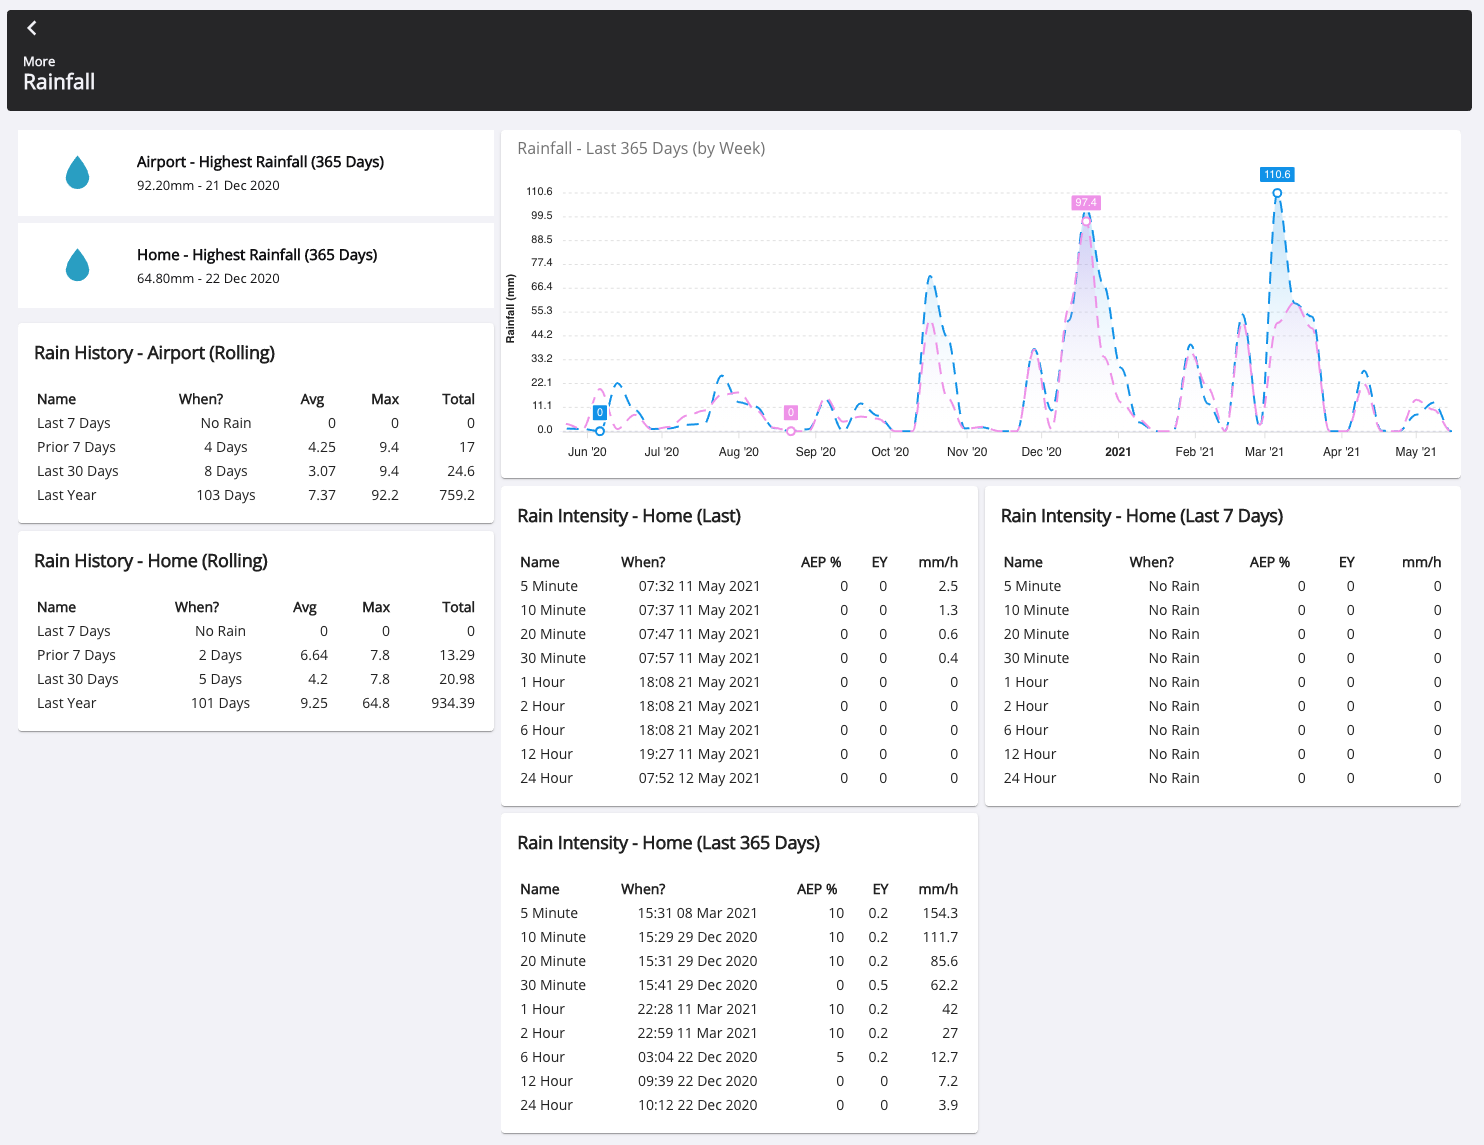 More
Rainfall
Airport - Highest Rainfall (365 Days)
92.20mm - 21 Dec 2020
Home - Highest Rainfall (365 Days)
64.80mm - 22 Dec 2020
Rain History - Airport (Rolling)
Name When? Avg Max Total
Last 7 Days No Rain 0 0 0
Prior 7 Days 4 Days 4.25 9.4 17
Last 30 Days 8 Days 3.07 9.4 24.6
Last Year 103 Days 7.37 92.2 759.2
Rain History - Home (Rolling)
Name When? Avg Max Total
Last 7 Days No Rain 0 0 0
Prior 7 Days 2 Days 6.64 7.8 13.29
Last 30 Days 5 Days 4.2 7.8 20.98
Last Year 101 Days 9.25 64.8 934.39
Rainfall - Last 365 Days (by Week)
Rainfall (mm)
110.6
99.5
88.5
77.4
66.4
55.3
44.2
33.2
22.1
11.1
0.0
0
0
97.4
110.6
Jun '20 Jul '20 Aug '20 Sep '20 Oct '20 Nov '20 Dec '20 2021 Feb '21 Mar '21 Apr '21 May '21
Rain Intensity - Home (Last)
Name When? AEP % EY mm/h
5 Minute 07:32 11 May 2021 0 0 2.5
10 Minute 07:37 11 May 2021 0 0 1.3
20 Minute 07:47 11 May 2021 0 0 0.6
30 Minute 07:57 11 May 2021 0 0 0.4
1 Hour 18:08 21 May 2021 0 0 0
2 Hour 18:08 21 May 2021 0 0 0
6 Hour 18:08 21 May 2021 0 0 0
12 Hour 19:27 11 May 2021 0 0 0
24 Hour 07:52 12 May 2021 0 0 0
Rain Intensity - Home (Last 7 Days)
Name When? AEP % EY mm/h
5 Minute No Rain 0 0 0
10 Minute No Rain 0 0 0
20 Minute No Rain 0 0 0
30 Minute No Rain 0 0 0
1 Hour No Rain 0 0 0
2 Hour No Rain 0 0 0
6 Hour No Rain 0 0 0
12 Hour No Rain 0 0 0
24 Hour No Rain 0 0 0
Rain Intensity - Home (Last 365 Days)
Name When? AEP % EY mm/h
5 Minute 15:31 08 Mar 2021 10 0.2 154.3
10 Minute 15:29 29 Dec 2020 10 0.2 111.7
20 Minute 15:31 29 Dec 2020 10 0.2 85.6
30 Minute 15:41 29 Dec 2020 0 0.5 62.2
1 Hour 22:28 11 Mar 2021 10 0.2 42
2 Hour 22:59 11 Mar 2021 10 0.2 27
6 Hour 03:04 22 Dec 2020 5 0.2 12.7
12 Hour 09:39 22 Dec 2020 0 0 7.2
24 Hour 10:12 22 Dec 2020 0 0 3.9